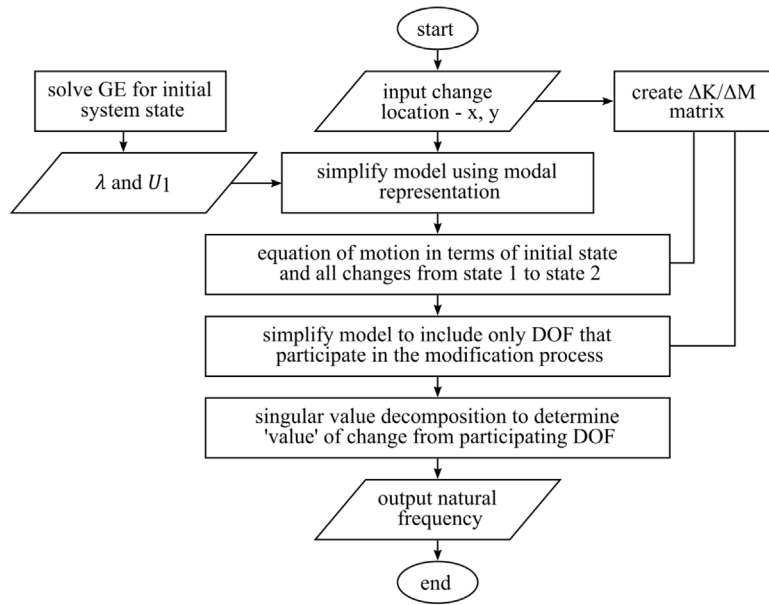 start
solve GE for initial
system state
input change
location - x, y
create ΔK/ΔM
matrix
λ and U1
simplify model using modal
representation
equation of motion in terms of initial state
and all changes from state 1 to state 2
simplify model to include only DOF that
participate in the modification process
singular value decomposition to determine
'value' of change from participating DOF
output natural
frequency
end